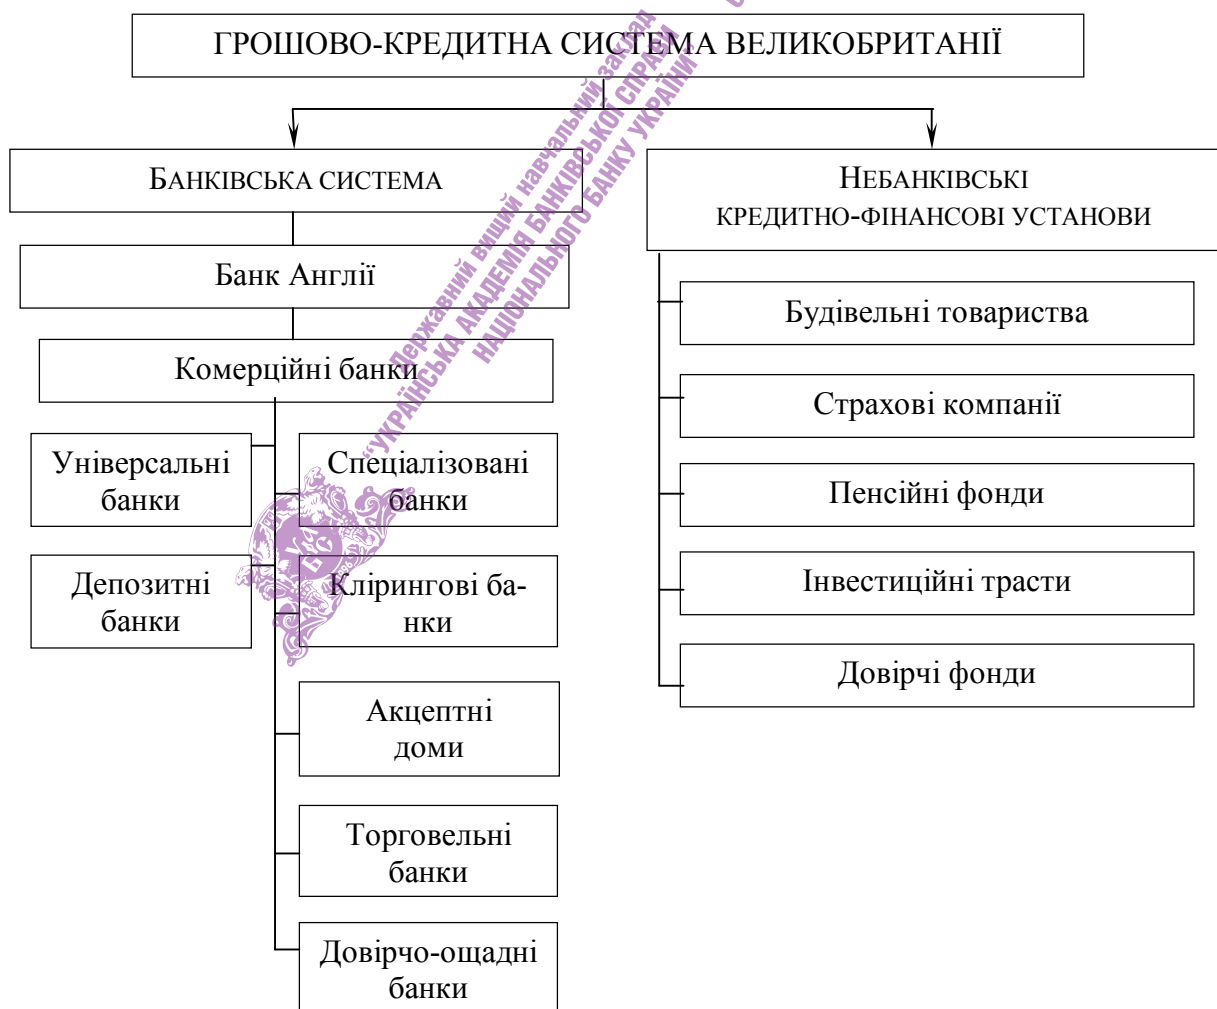 ГРОШОВО-КРЕДИТНА СИСТЕМА ВЕЛИКОБРИТАНІЇ
БАНКІВСЬКА СИСТЕМА
Банк Англії
Комерційні банки
Універсальні
банки
Спеціалізовані
банки
Депозитні
банки
Клірингові ба-
нки
Акцептні
доми
Торговельні
банки
Довірчо-ощадні
банки
НЕБАНКІВСЬКІ
КРЕДИТНО-ФІНАНСОВІ УСТАНОВИ
Будівельні товариства
Страхові компанії
Пенсійні фонди
Інвестиційні трасти
Довірчі фонди
Державний вищий навчальний заклад
“УКРАЇНСЬКА АКАДЕМІЯ БАНКІВСЬКОЇ СПРАВИ
НАЦІОНАЛЬНОГО БАНКУ УКРАЇНИ”